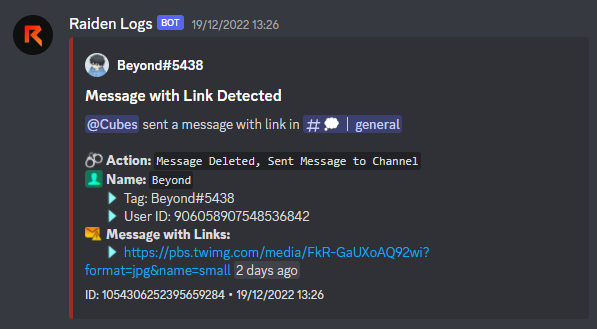 Raiden Logs BOT 19/12/2022 13:26
Beyond#5438
Message with Link Detected
@Cubes sent a message with link in # 💭 | general
Action: Message Deleted, Sent Message to Channel
Name: Beyond
Tag: Beyond#5438
User ID: 906058907548536842
Message with Links:
https://pbs.twimg.com/media/FkR-GaUXoAQ92wi?
format=jpg&name=small 2 days ago
ID: 1054306252395659284 • 19/12/2022 13:26